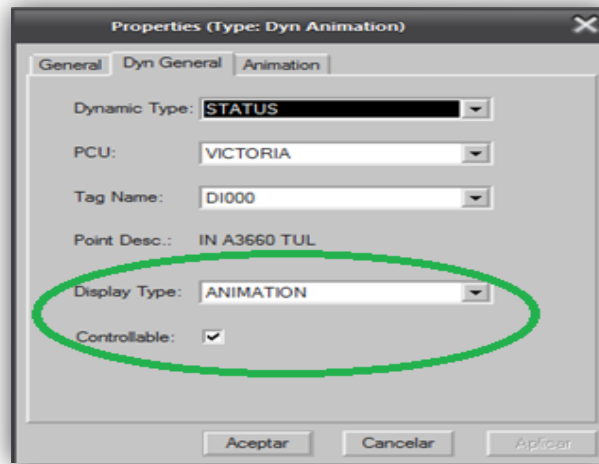 Properties (Type: Dyn Animation)
General Dyn General Animation
Dynamic Type: STATUS
PCU: VICTORIA
Tag Name: DI000
Point Desc.: IN A3660 TUL
Display Type: ANIMATION
Controllable:
Aceptar Cancelar Aplicar